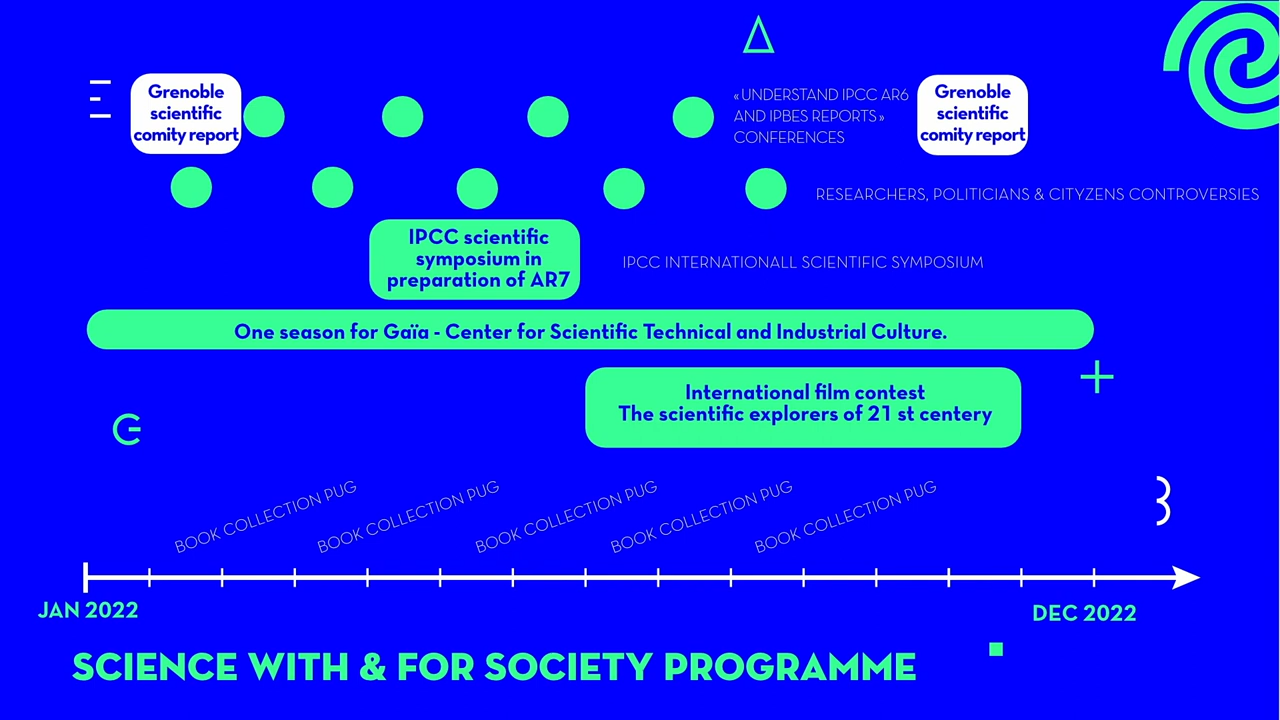 Grenoble
scientific
comity report
« UNDERSTAND IPCC AR6
AND IPBES REPORTS »
CONFERENCES
Grenoble
scientific
comity report
RESEARCHERS, POLITICIANS & CITYZENS CONTROVERSIES
IPCC scientific
symposium in
preparation of AR7
IPCC INTERNATIONALL SCIENTIFIC SYMPOSIUM
One season for Gaïa - Center for Scientific Technical and Industrial Culture.
International film contest
The scientific explorers of 21 st centery
BOOK COLLECTION PUG
BOOK COLLECTION PUG
BOOK COLLECTION PUG
BOOK COLLECTION PUG
BOOK COLLECTION PUG
JAN 2022
DEC 2022
SCIENCE WITH & FOR SOCIETY PROGRAMME